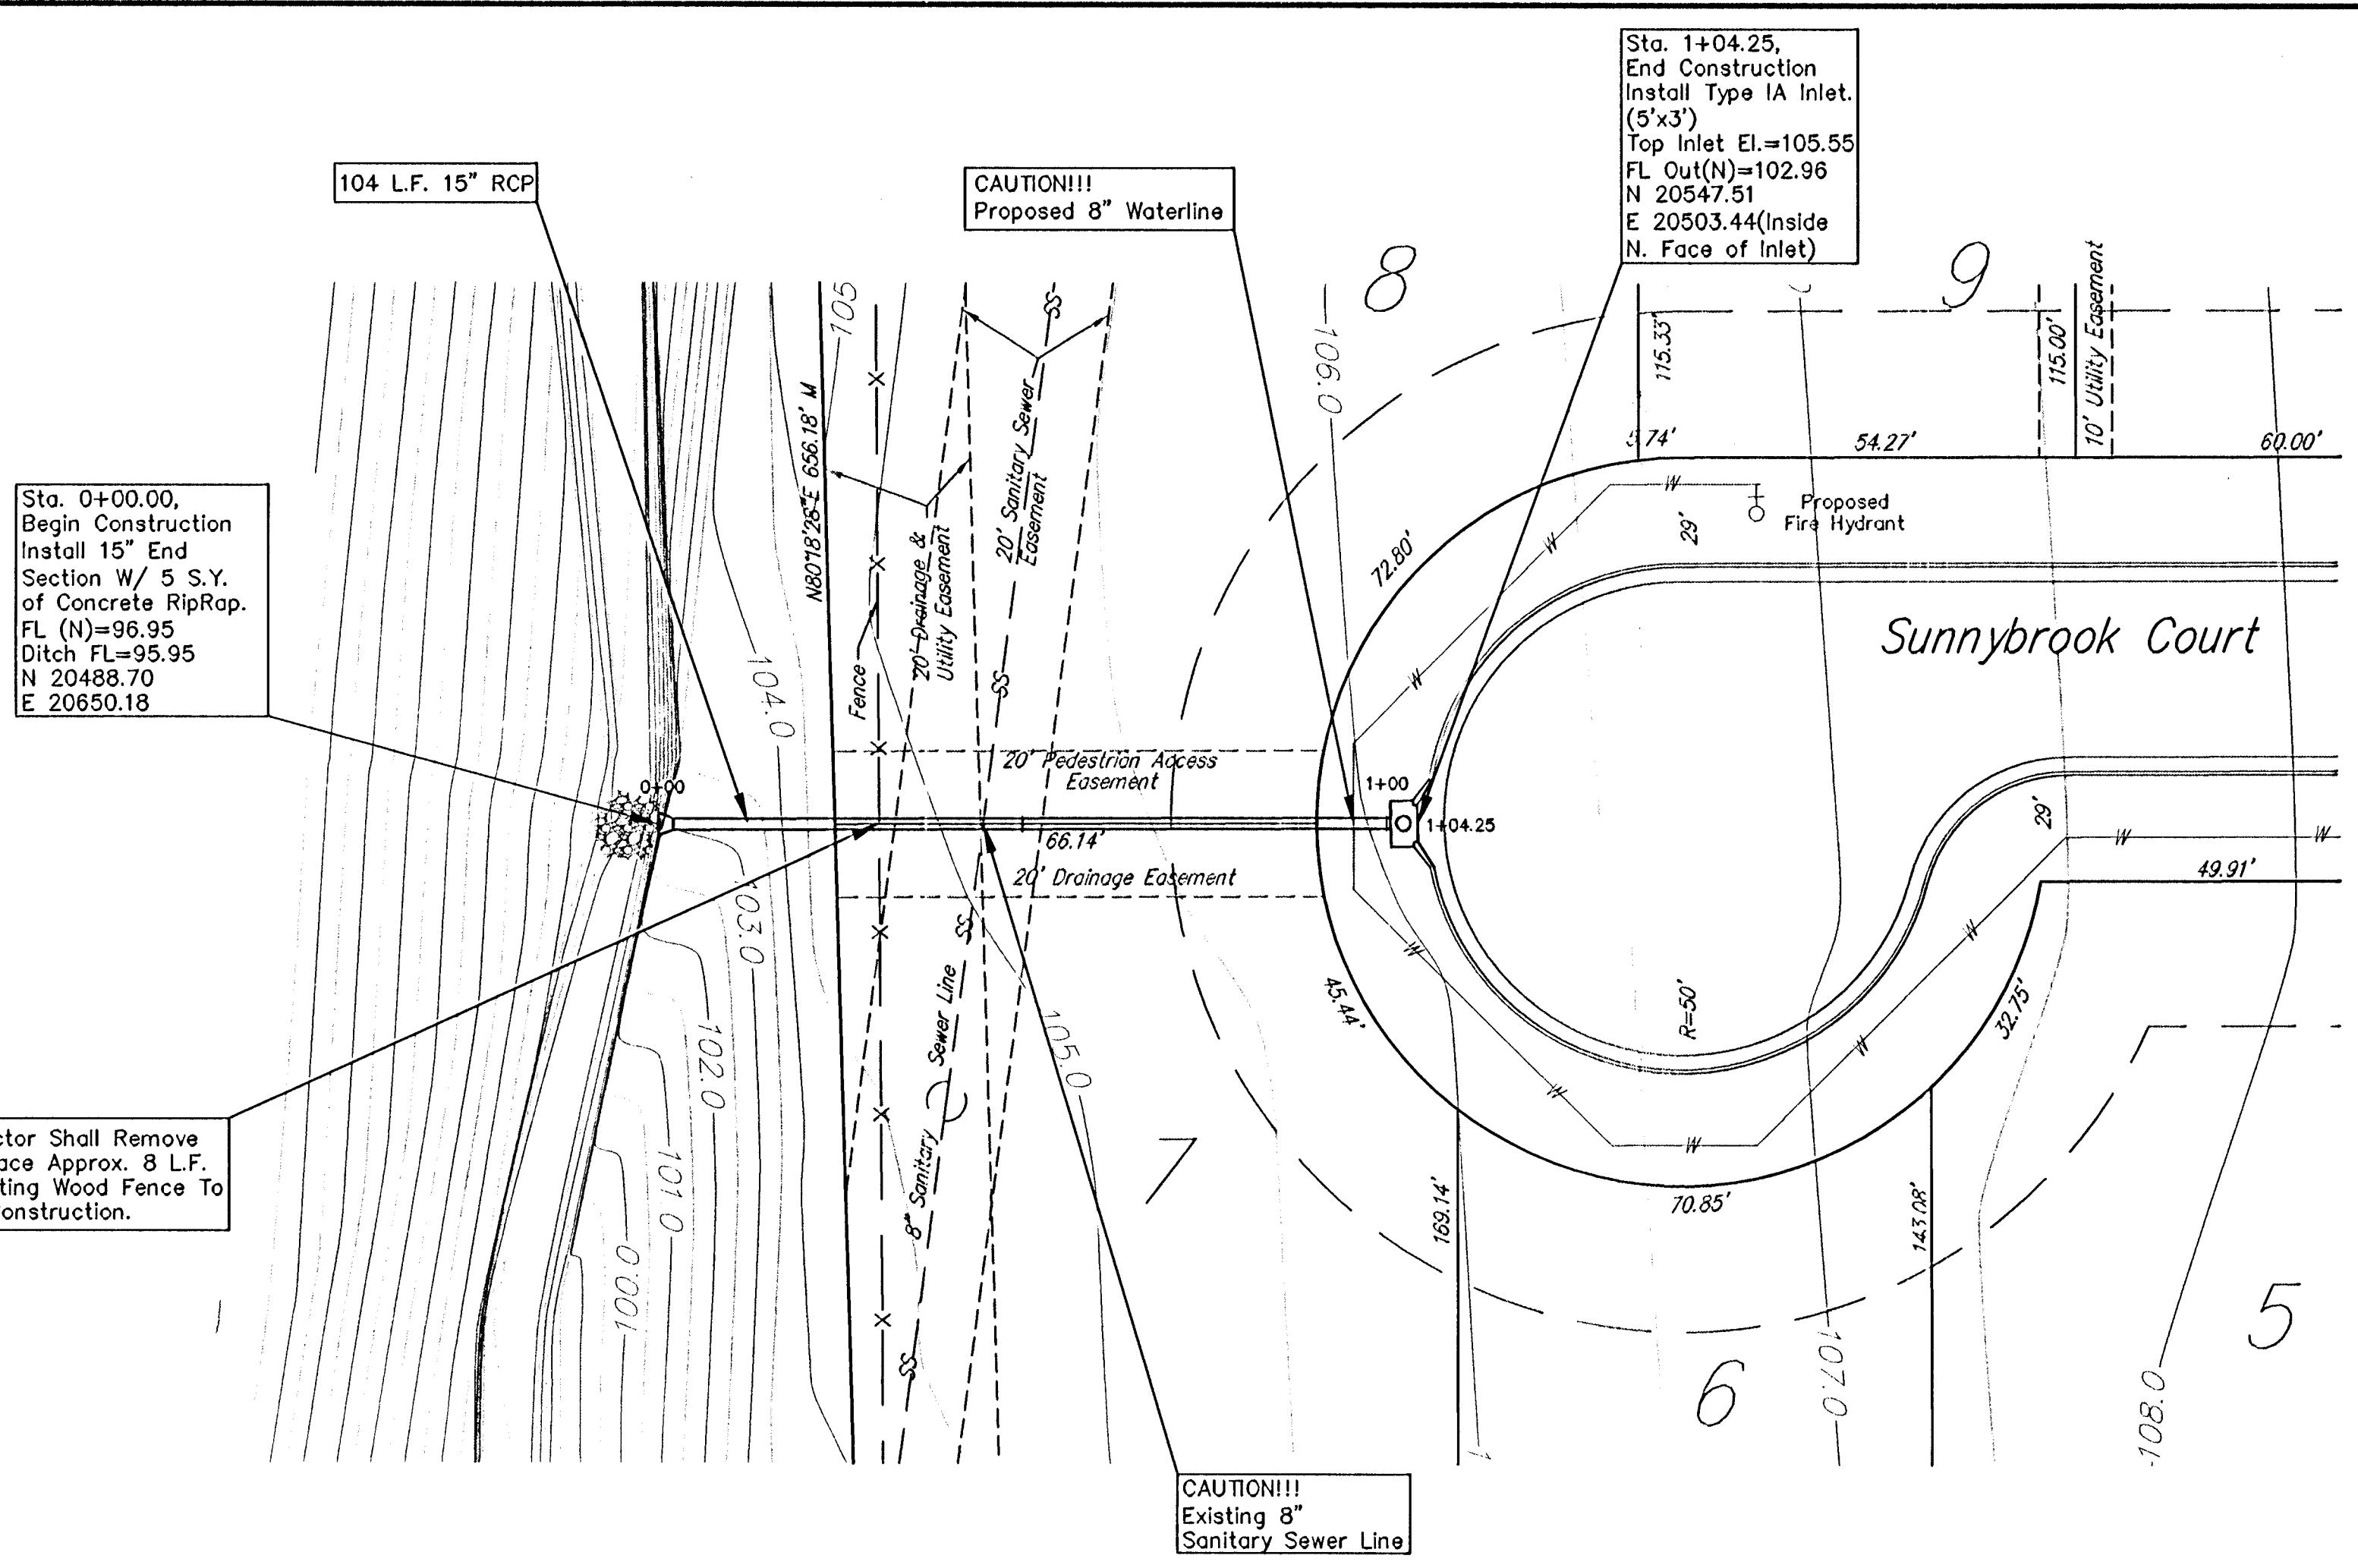 Sta. 1+04.25,
End Construction
Install Type IA Inlet.
(5'x3')
Top Inlet El.=105.55
FL Out(N)=102.96
N 20547.51
E 20503.44(Inside
N. Face of Inlet)
104 L.F. 15" RCP
CAUTION!!!
Proposed 8" Waterline
8
9
105
106.0
115.33'
115.00'
10' Utility Easement
N80°18'28"E 656.18' M
20' Sanitary Sewer
Easement
20' Drainage &
Utility Easement
SS
SS
5.74'
54.27'
60.00'
Sta. 0+00.00,
Begin Construction
Install 15" End
Section W/ 5 S.Y.
of Concrete RipRap.
FL (N)=96.95
Ditch FL=95.95
N 20488.70
E 20650.18
W
Proposed
Fire Hydrant
29'
W
72.80'
Sunnybrook Court
Fence
104.0
W
20' Pedestrian Access
Easement
0+00
1+00
1+04.25
66.14'
29'
W
W
20' Drainage Easement
49.91'
103.0
SS
W
W
45.44'
R=50'
32.75'
102.0
8" Sanitary Sewer Line
105.0
W
W
W
7
ctor Shall Remove
ace Approx. 8 L.F.
ting Wood Fence To
onstruction.
101.0
169.14'
70.85'
143.08'
100.0
SS
5
6
107.0
108.0
1
CAUTION!!!
Existing 8"
Sanitary Sewer Line